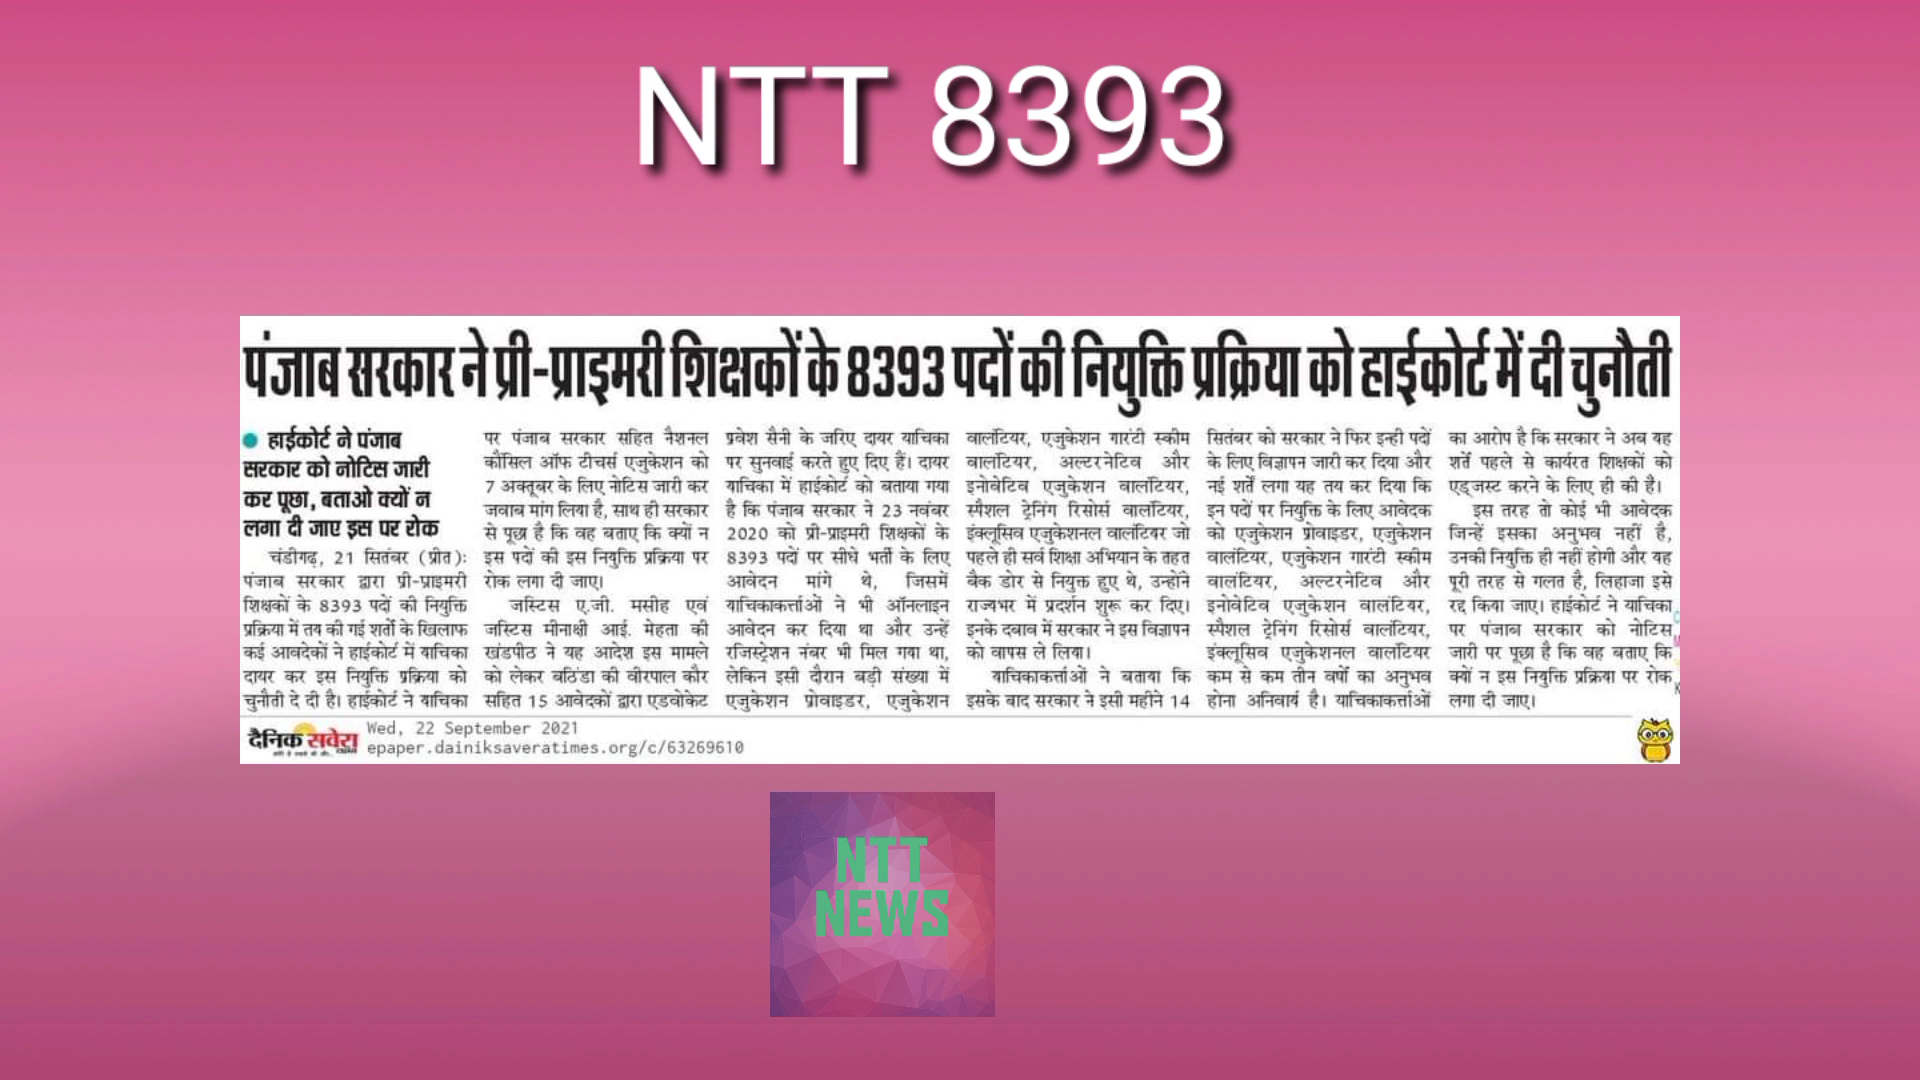 NTT 8393
पंजाब सरकार ने प्री-प्राइमरी शिक्षकों के 8393 पदों की नियुक्ति प्रक्रिया को हाईकोर्ट में दी चुनौती
● हाईकोर्ट ने पंजाब
सरकार को नोटिस जारी
कर पूछा, बताओ क्यों न
लगा दी जाए इस पर रोक
चंडीगढ़, 21 सितंबर (प्रीत):
पंजाब सरकार द्वारा प्री-प्राइमरी
शिक्षकों के 8393 पदों की नियुक्ति
प्रक्रिया में तय की गई शर्तों के खिलाफ
कई आवदेकों ने हाईकोर्ट में याचिका
दायर कर इस नियुक्ति प्रक्रिया को
चुनौती दे दी है। हाईकोर्ट ने याचिका
पर पंजाब सरकार सहित नैशनल
कौंसिल ऑफ टीचर्स एजुकेशन को
7 अक्तूबर के लिए नोटिस जारी कर
जवाब मांग लिया है, साथ ही सरकार
से पूछा है कि वह बताए कि क्यों न
इस पदों की इस नियुक्ति प्रक्रिया पर
रोक लगा दी जाए।
जस्टिस ए.जी. मसीह एवं
जस्टिस मीनाक्षी आई. मेहता की
खंडपीठ ने यह आदेश इस मामले
को लेकर बठिंडा की वीरपाल कौर
सहित 15 आवेदकों द्वारा एडवोकेट
प्रवेश सैनी के जरिए दायर याचिका
पर सुनवाई करते हुए दिए हैं। दायर
याचिका में हाईकोर्ट को बताया गया
है कि पंजाब सरकार ने 23 नवंबर
2020 को प्री-प्राइमरी शिक्षकों के
8393 पदों पर सीधे भर्ती के लिए
आवेदन मांगे थे, जिसमें
याचिकाकर्त्ताओं ने भी ऑनलाइन
आवेदन कर दिया था और उन्हें
रजिस्ट्रेशन नंबर भी मिल गया था,
लेकिन इसी दौरान बड़ी संख्या में
एजुकेशन प्रोवाइडर, एजुकेशन
वालंटियर, एजुकेशन गारंटी स्कीम
वालंटियर, अल्टरनेटिव और
इनोवेटिव एजुकेशन वालंटियर,
स्पैशल ट्रेनिंग रिसोर्स वालंटियर,
इंक्लूसिव एजुकेशनल वालंटियर जो
पहले ही सर्व शिक्षा अभियान के तहत
बैक डोर से नियुक्त हुए थे, उन्होंने
राज्यभर में प्रदर्शन शुरू कर दिए।
इनके दवाव में सरकार ने इस विज्ञापन
को वापस ले लिया।
याचिकाकर्त्ताओं ने बताया कि
इसके बाद सरकार ने इसी महीने 14
सितंबर को सरकार ने फिर इन्ही पदों
के लिए विज्ञापन जारी कर दिया और
नई शर्तें लगा यह तय कर दिया कि
इन पदों पर नियुक्ति के लिए आवेदक
को एजुकेशन प्रोवाइडर, एजुकेशन
वालंटियर, एजुकेशन गारंटी स्कीम
वालंटियर, अल्टरनेटिव और
इनोवेटिव एजुकेशन वालंटियर,
स्पैशल ट्रेनिंग रिसोर्स वालंटियर,
इंक्लूसिव एजुकेशनल वालंटियर
कम से कम तीन वर्षों का अनुभव
होना अनिवार्य है। याचिकाकर्त्ताओं
का आरोप है कि सरकार ने अब यह
शर्तें पहले से कार्यरत शिक्षकों को
एड्जस्ट करने के लिए ही की है।
इस तरह तो कोई भी आवेदक
जिन्हें इसका अनुभव नहीं है,
उनकी नियुक्ति ही नहीं होगी और यह
पूरी तरह से गलत है, लिहाजा इसे
रद्द किया जाए। हाईकोर्ट ने याचिका
पर पंजाब सरकार को नोटिस
जारी पर पूछा है कि वह बताए कि
क्यों न इस नियुक्ति प्रक्रिया पर रोक
लगा दी जाए।
दैनिक सवेरा
Wed, 22 September 2021
epaper.dainiksaveratimes.org/c/63269610
NTT
NEWS